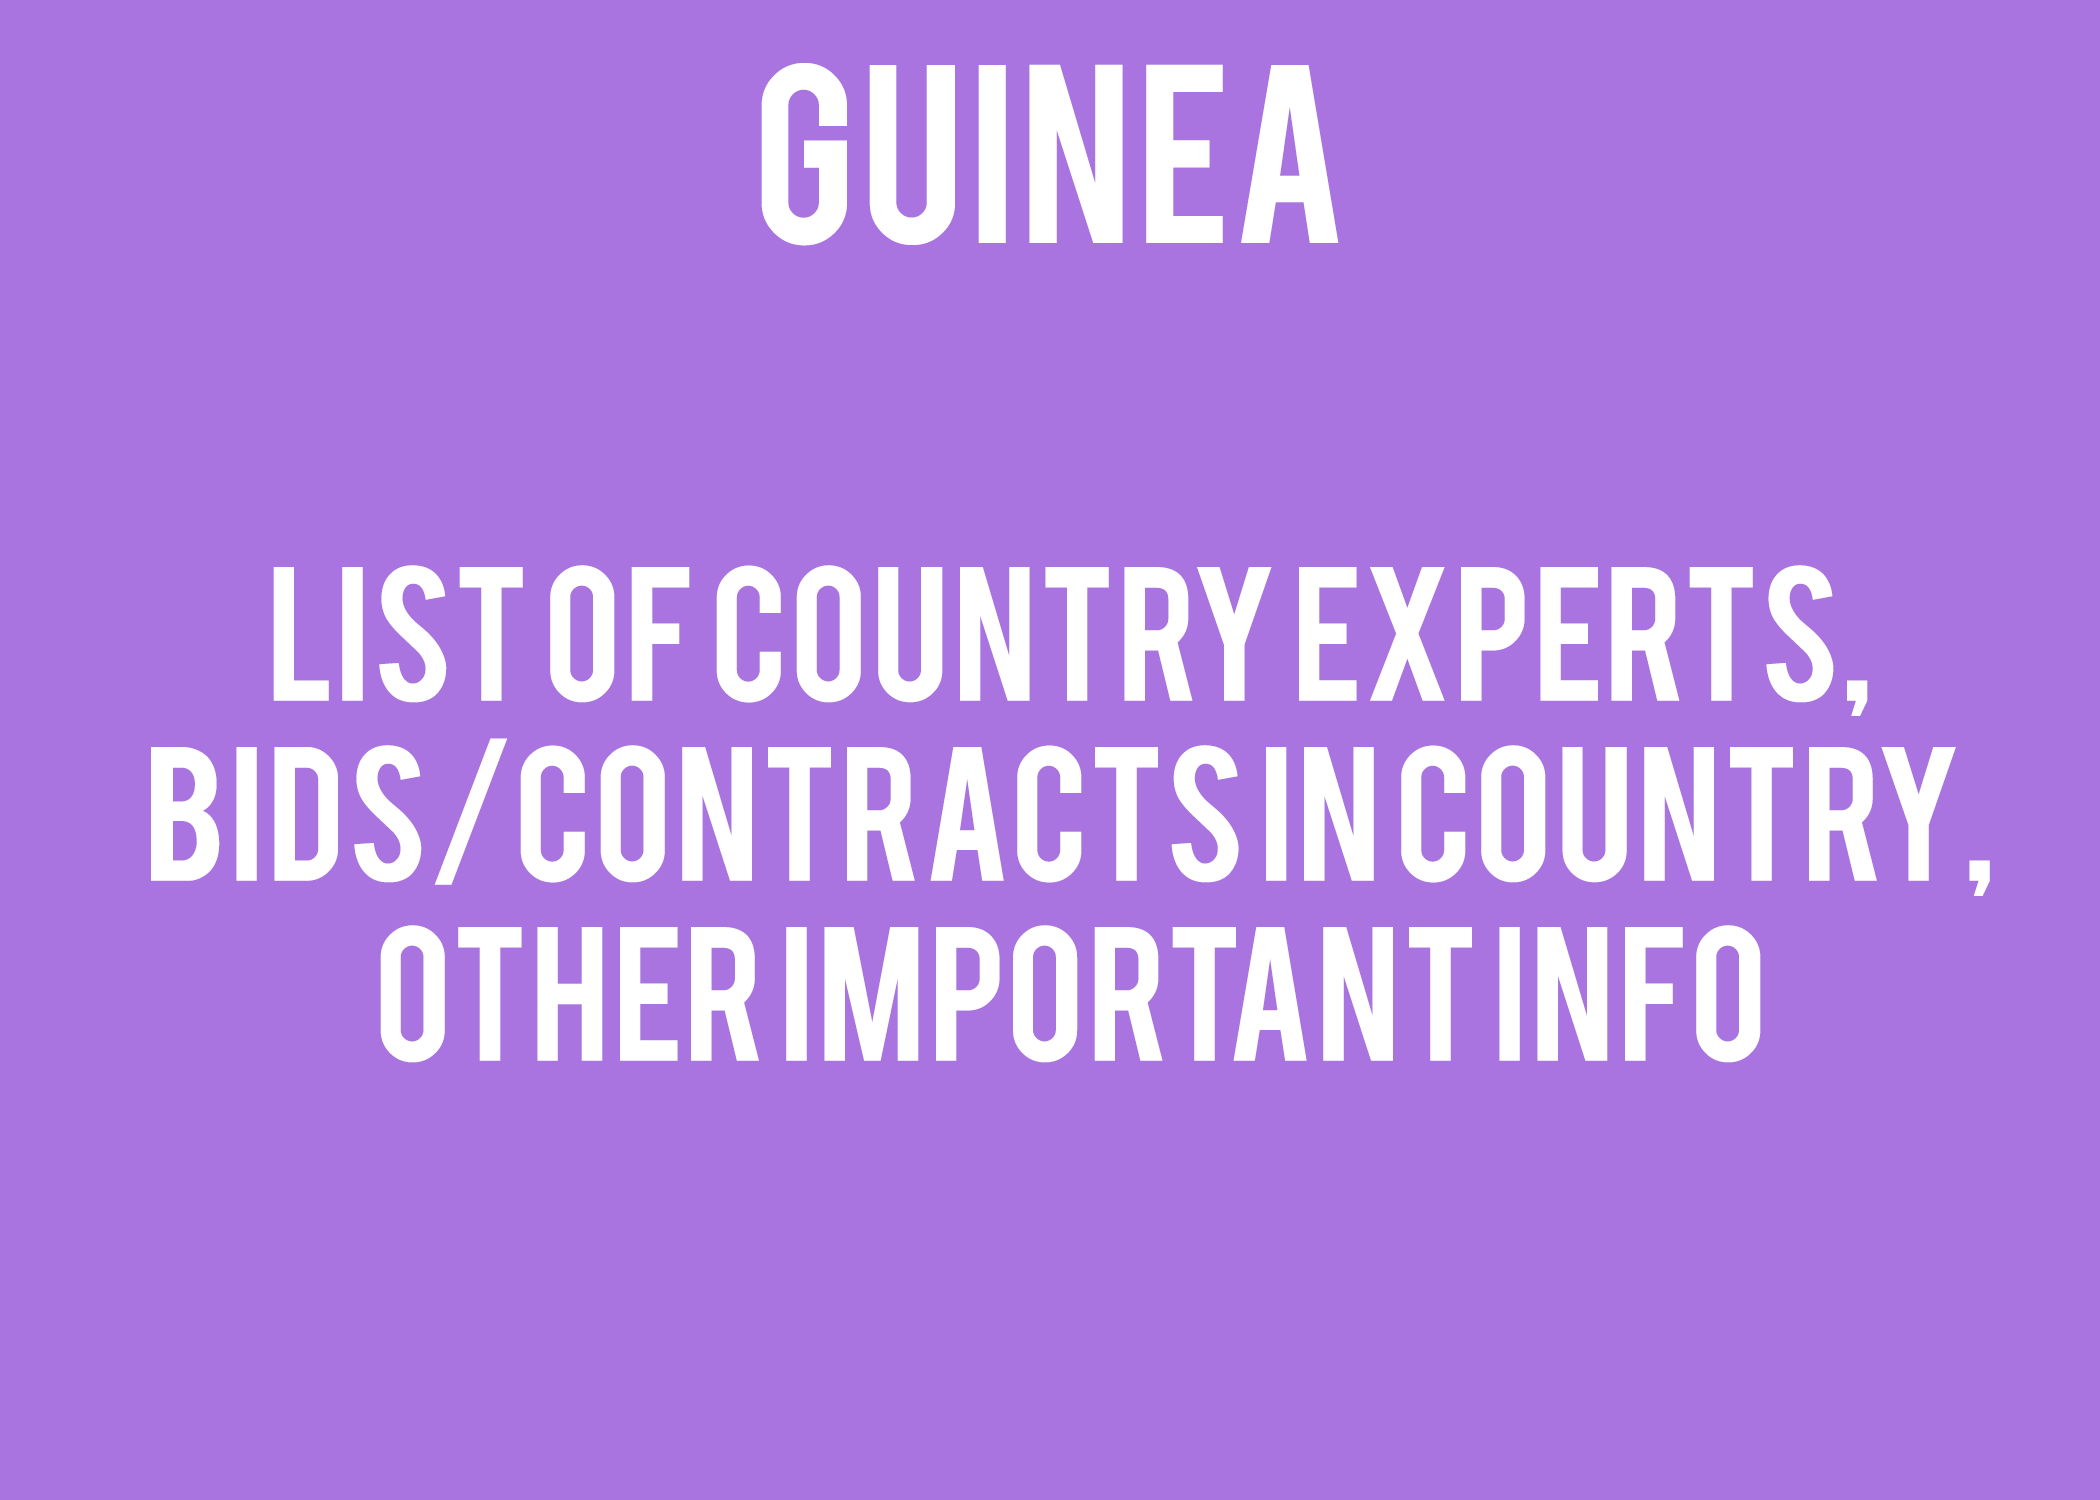 GUINEA
LIST OF COUNTRY EXPERTS,
BIDS/CONTRACTS IN COUNTRY,
OTHER IMPORTANT INFO